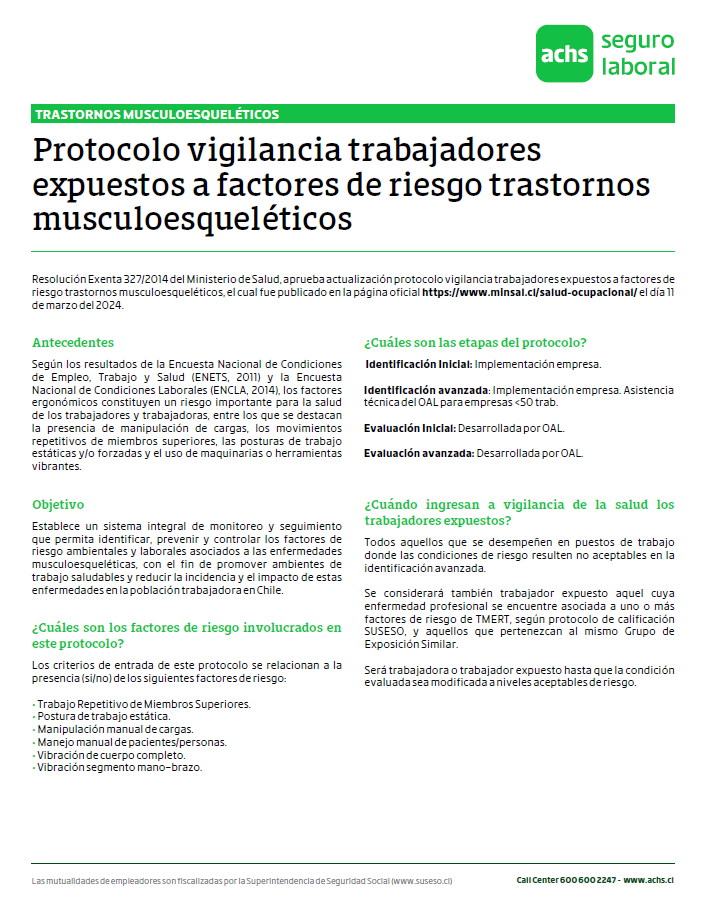 achs
seguro
laboral
TRASTORNOS MUSCULOESQUELÉTICOS
Protocolo vigilancia trabajadores
expuestos a factores de riesgo trastornos
musculoesqueléticos
Resolución Exenta 327/2014 del Ministerio de Salud, aprueba actualización protocolo vigilancia trabajadores expuestos a factores de
riesgo trastornos musculoesqueléticos, el cual fue publicado en la página oficial https://www.minsal.cl/salud-ocupacional/ el día 11
de marzo del 2024.
Antecedentes
Según los resultados de la Encuesta Nacional de Condiciones
de Empleo, Trabajo y Salud (ENETS, 2011) y la Encuesta
Nacional de Condiciones Laborales (ENCLA, 2014), los factores
ergonómicos constituyen un riesgo importante para la salud
de los trabajadores y trabajadoras, entre los que se destacan
la presencia de manipulación de cargas, los movimientos
repetitivos de miembros superiores, las posturas de trabajo
estáticas y/o forzadas y el uso de maquinarias o herramientas
vibrantes.
Objetivo
Establece un sistema integral de monitoreo y seguimiento
que permita identificar, prevenir y controlar los factores de
riesgo ambientales y laborales asociados a las enfermedades
musculoesqueléticas, con el fin de promover ambientes de
trabajo saludables y reducir la incidencia y el impacto de estas
enfermedades en la población trabajadora en Chile.
¿Cuáles son los factores de riesgo involucrados en
este protocolo?
Los criterios de entrada de este protocolo se relacionan a la
presencia (si/no) de los siguientes factores de riesgo:
• Trabajo Repetitivo de Miembros Superiores.
• Postura de trabajo estática.
• Manipulación manual de cargas.
• Manejo manual de pacientes/personas.
• Vibración de cuerpo completo.
• Vibración segmento mano–brazo.
¿Cuáles son las etapas del protocolo?
Identificación Inicial: Implementación empresa.
Identificación avanzada: Implementación empresa. Asistencia
técnica del OAL para empresas <50 trab.
Evaluación Inicial: Desarrollada por OAL.
Evaluación avanzada: Desarrollada por OAL.
¿Cuándo ingresan a vigilancia de la salud los
trabajadores expuestos?
Todos aquellos que se desempeñen en puestos de trabajo
donde las condiciones de riesgo resulten no aceptables en la
identificación avanzada.
Se considerará también trabajador expuesto aquel cuya
enfermedad profesional se encuentre asociada a uno o más
factores de riesgo de TMERT, según protocolo de calificación
SUSESO, y aquellos que pertenezcan al mismo Grupo de
Exposición Similar.
Será trabajadora o trabajador expuesto hasta que la condición
evaluada sea modificada a niveles aceptables de riesgo.
Las mutualidades de empleadores son fiscalizadas por la Superintendencia de Seguridad Social (www.suseso.cl)
Call Center 600 600 2247 - www.achs.cl